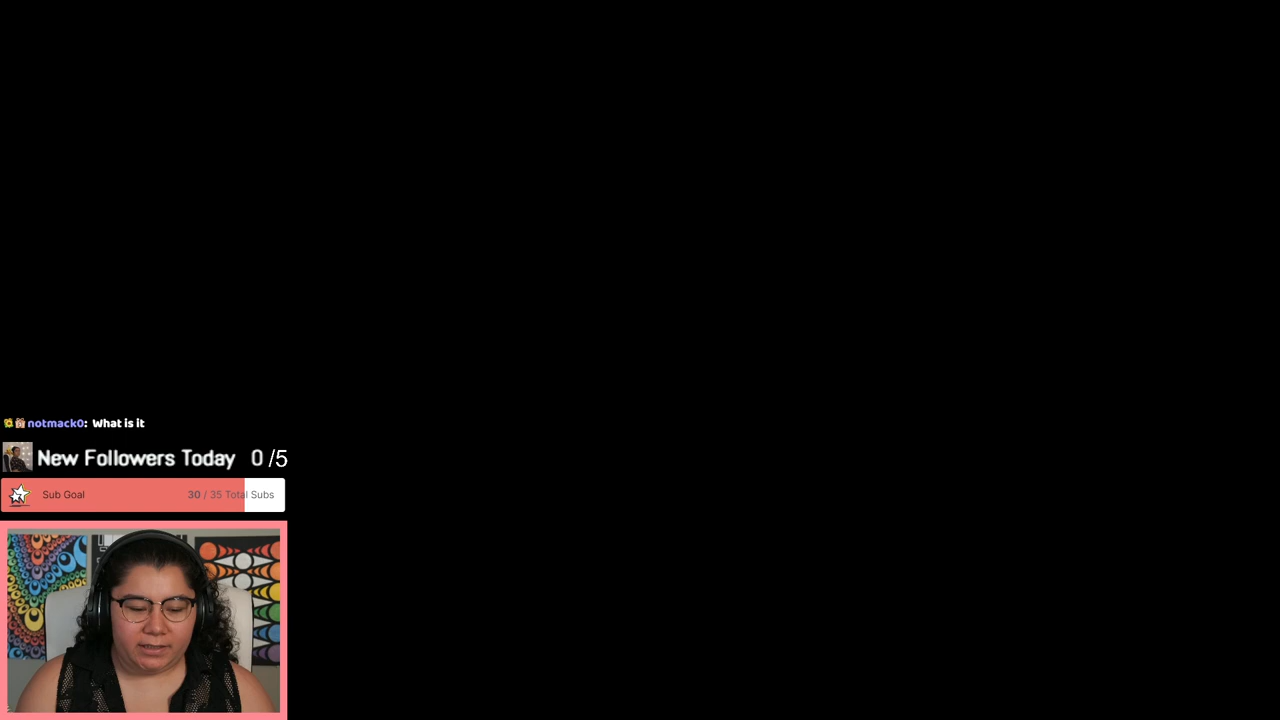 notmack0: What is it
New Followers Today 0 /5
Sub Goal 30 / 35 Total Subs